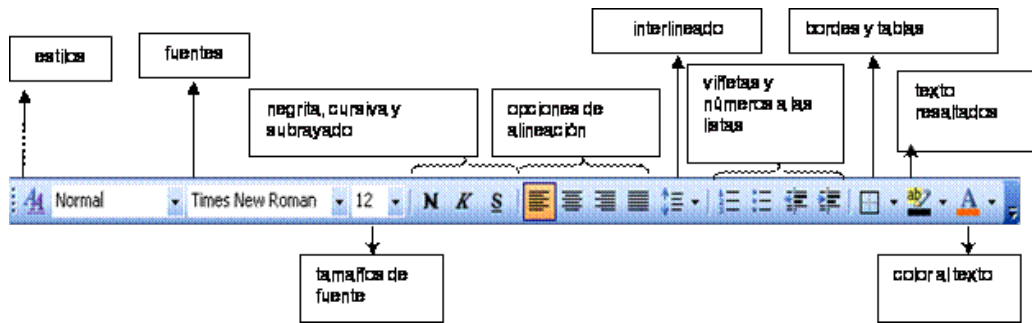 estilos
fuentes
negrita, cursiva y
subrayado
opciones de
alineación
interlineado
viñetas y
números a las
listas
bordes y tablas
texto
resaltados
Normal
Times New Roman
12
N K S
ab
A
tamaños de
fuente
color al texto